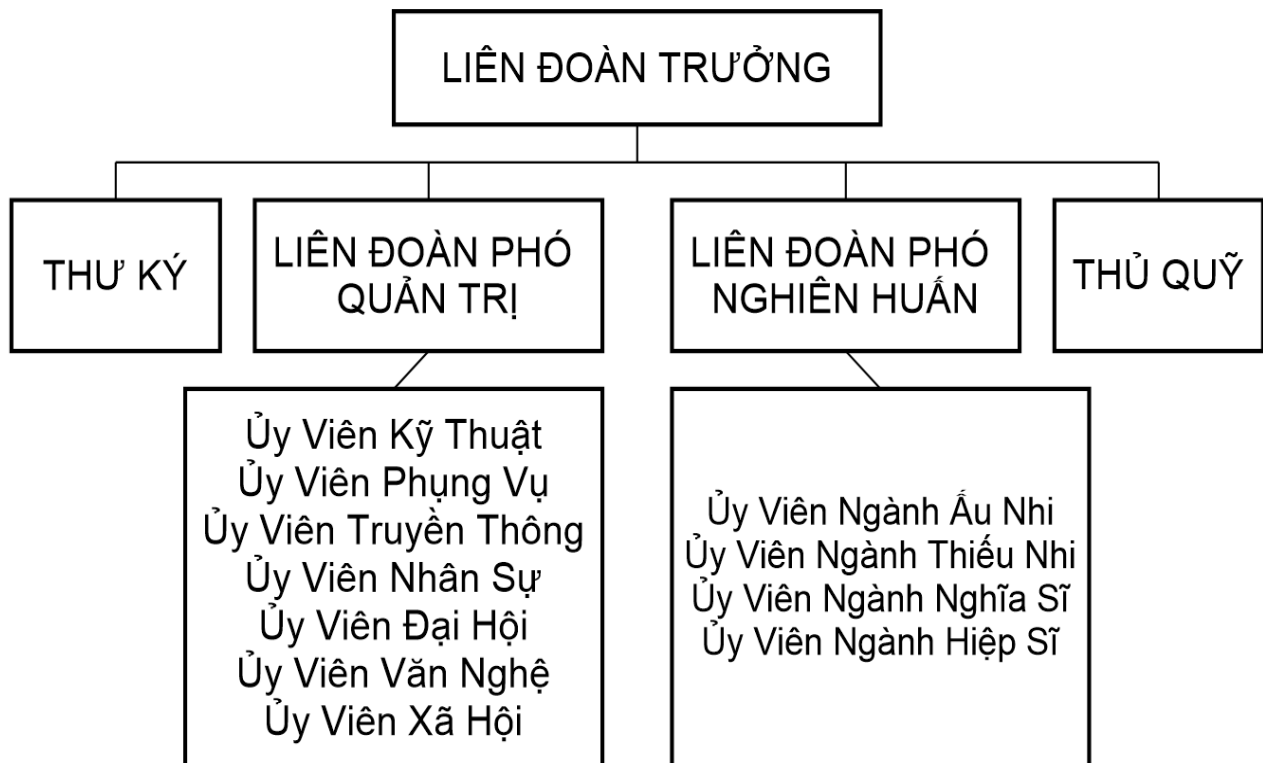 LIÊN ĐOÀN TRƯỞNG
THƯ KÝ
LIÊN ĐOÀN PHÓ
QUẢN TRỊ
LIÊN ĐOÀN PHÓ
NGHIÊN HUẤN
THỦ QUỸ
Ủy Viên Kỹ Thuật
Ủy Viên Phụng Vụ
Ủy Viên Truyền Thông
Ủy Viên Nhân Sự
Ủy Viên Đại Hội
Ủy Viên Văn Nghệ
Ủy Viên Xã Hội
Ủy Viên Ngành Ấu Nhi
Ủy Viên Ngành Thiếu Nhi
Ủy Viên Ngành Nghĩa Sĩ
Ủy Viên Ngành Hiệp Sĩ